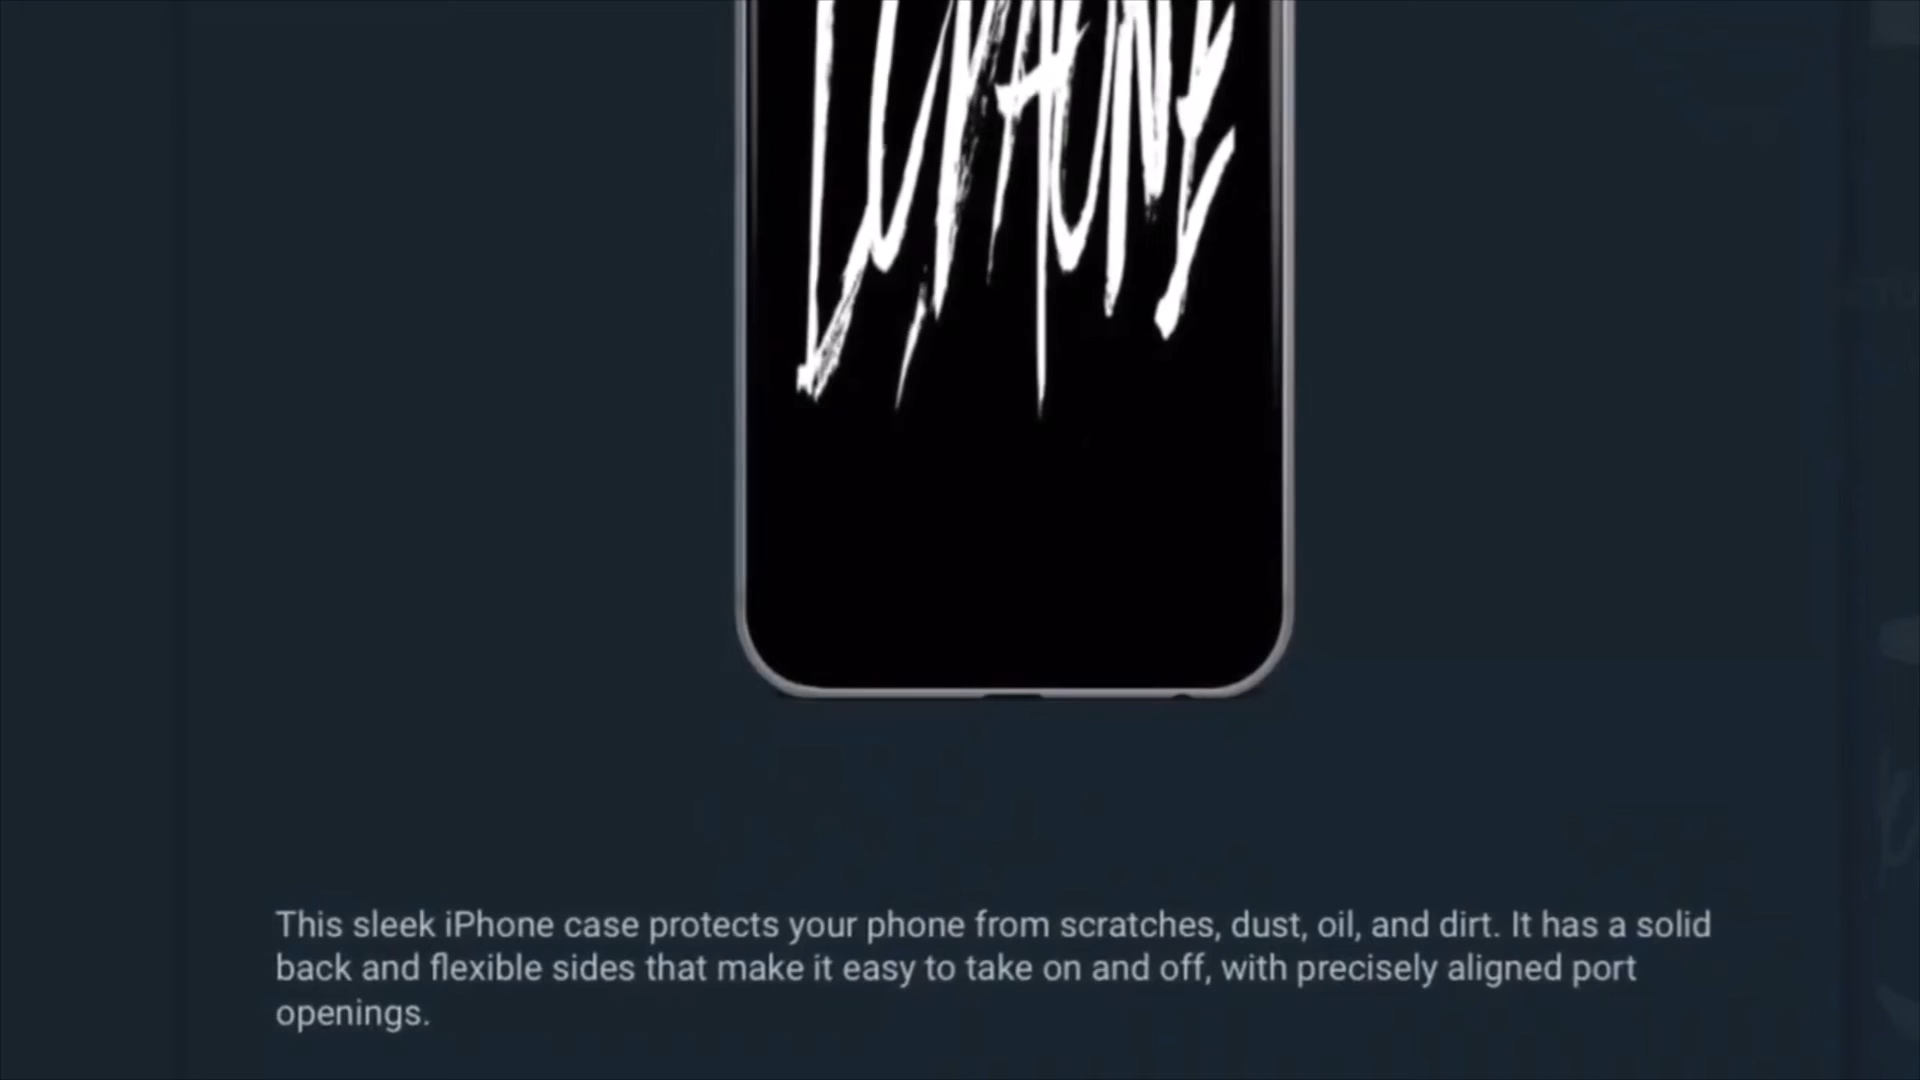 This sleek iPhone case protects your phone from scratches, dust, oil, and dirt. It has a solid
back and flexible sides that make it easy to take on and off, with precisely aligned port
openings.